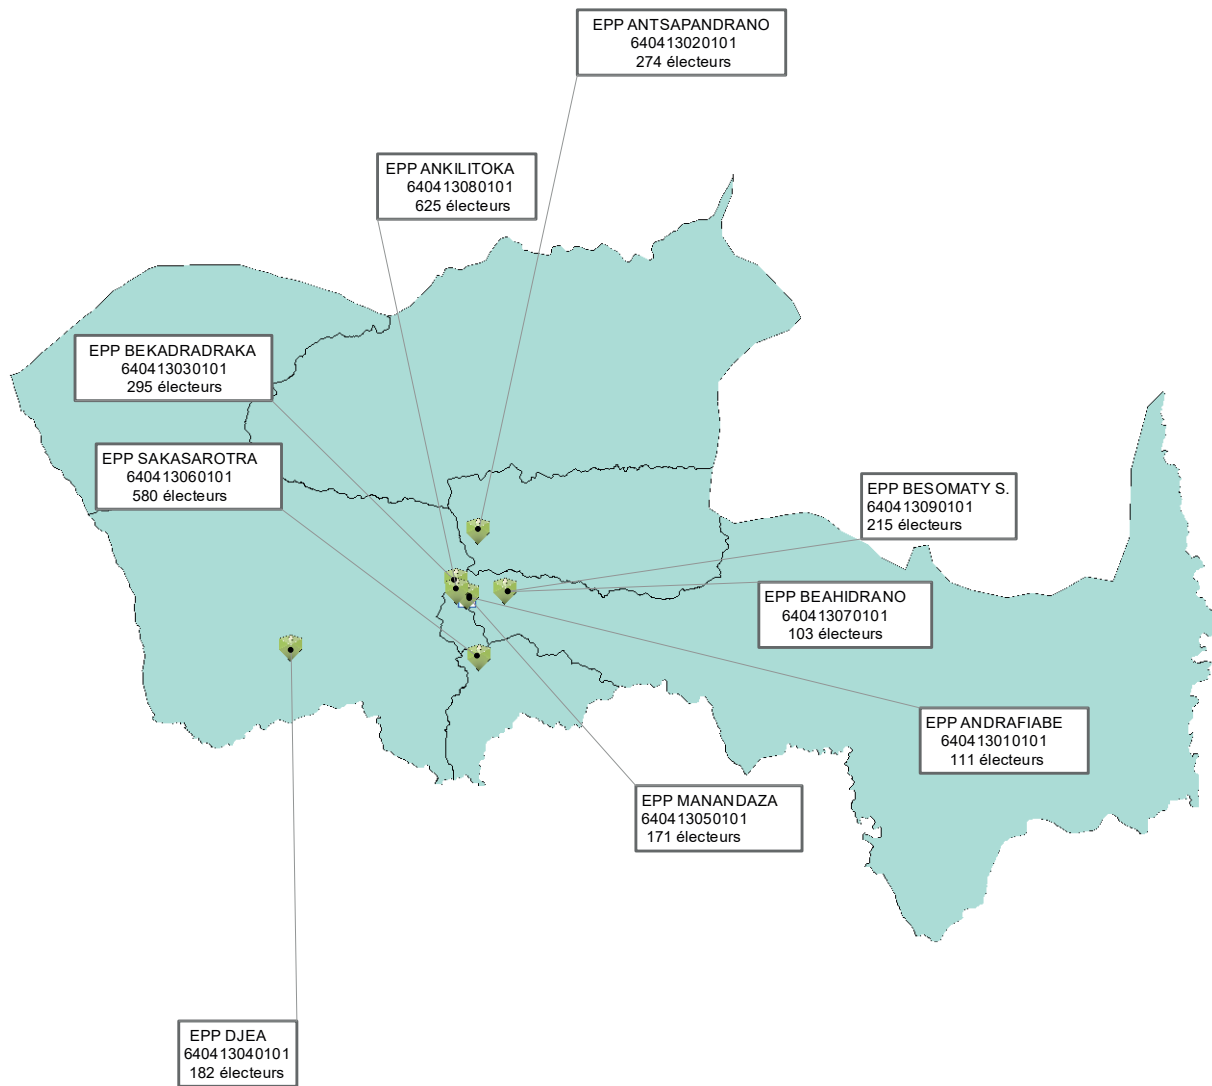 EPP ANTSAPANDRANO
640413020101
274 électeurs
EPP ANKILITOKA
640413080101
625 électeurs
EPP BEKADRADRAKA
640413030101
295 électeurs
EPP SAKASAROTRA
640413060101
580 électeurs
EPP BESOMATY S.
640413090101
215 électeurs
EPP BEAHIDRANO
640413070101
103 électeurs
EPP ANDRAFIABE
640413010101
111 électeurs
EPP MANANDAZA
640413050101
171 électeurs
EPP DJEA
640413040101
182 électeurs